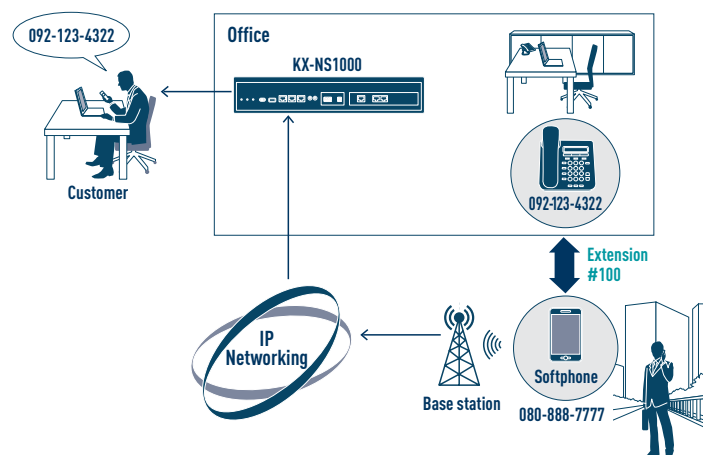 092-123-4322
Office
KX-NS1000
Customer
092-123-4322
Extension
#100
IP
Networking
Base station
Softphone
080-888-7777